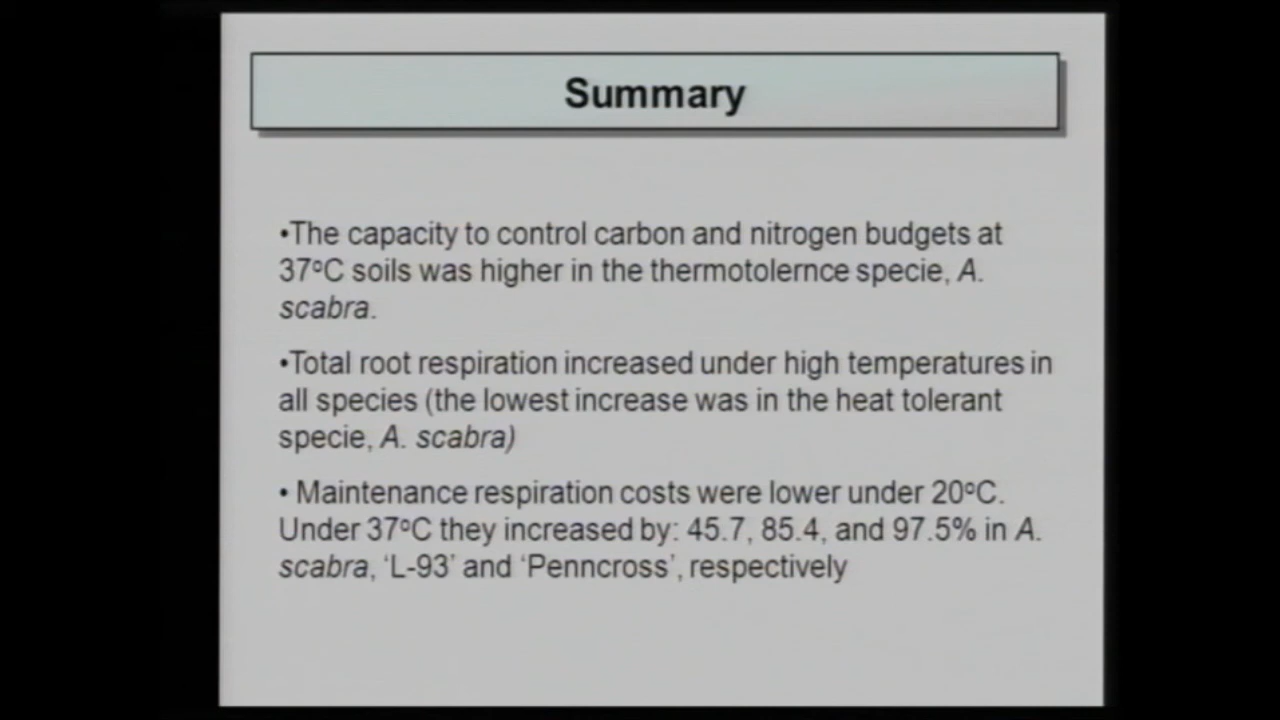 Summary
•The capacity to control carbon and nitrogen budgets at
37ºC soils was higher in the thermotolernce specie, A.
scabra.
•Total root respiration increased under high temperatures in
all species (the lowest increase was in the heat tolerant
specie, A. scabra)
• Maintenance respiration costs were lower under 20ºC.
Under 37ºC they increased by: 45.7, 85.4, and 97.5% in A.
scabra, ‘L-93’ and ‘Penncross’, respectively